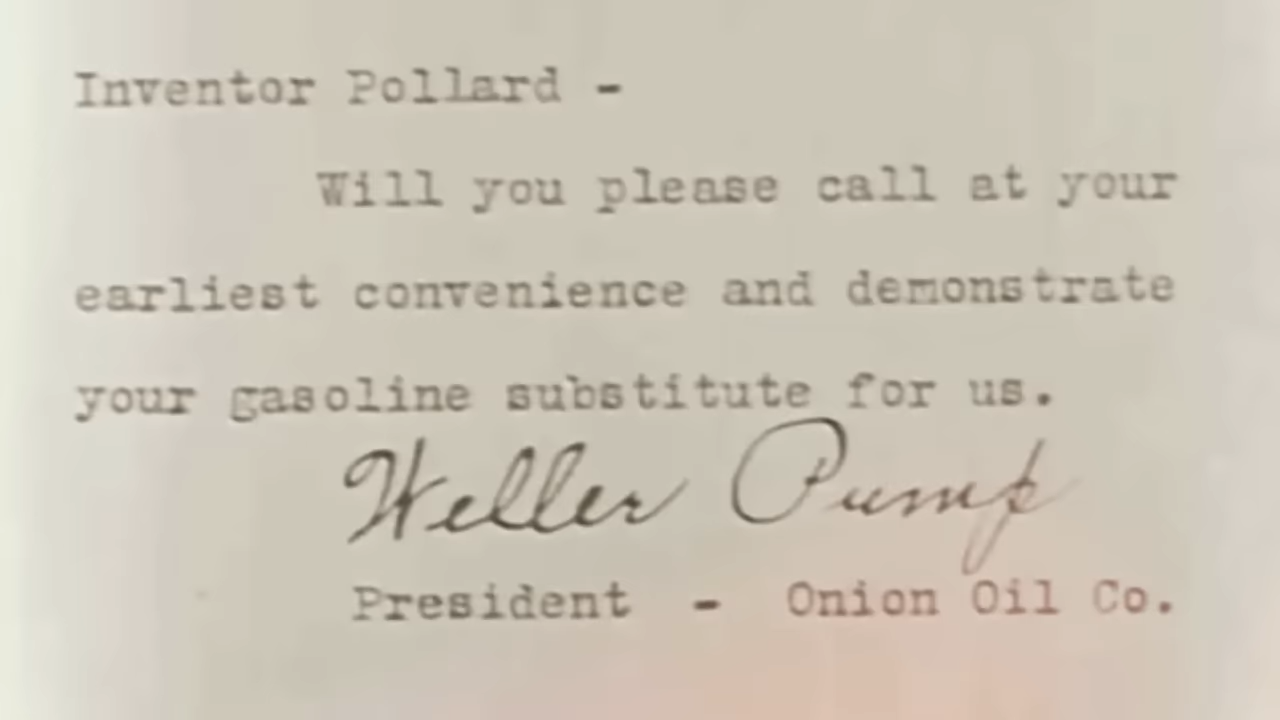 Inventor Pollard -
Will you please call at your
earliest convenience and demonstrate
your gasoline substitute for us.
Weller Pump
President - Onion Oil Co.